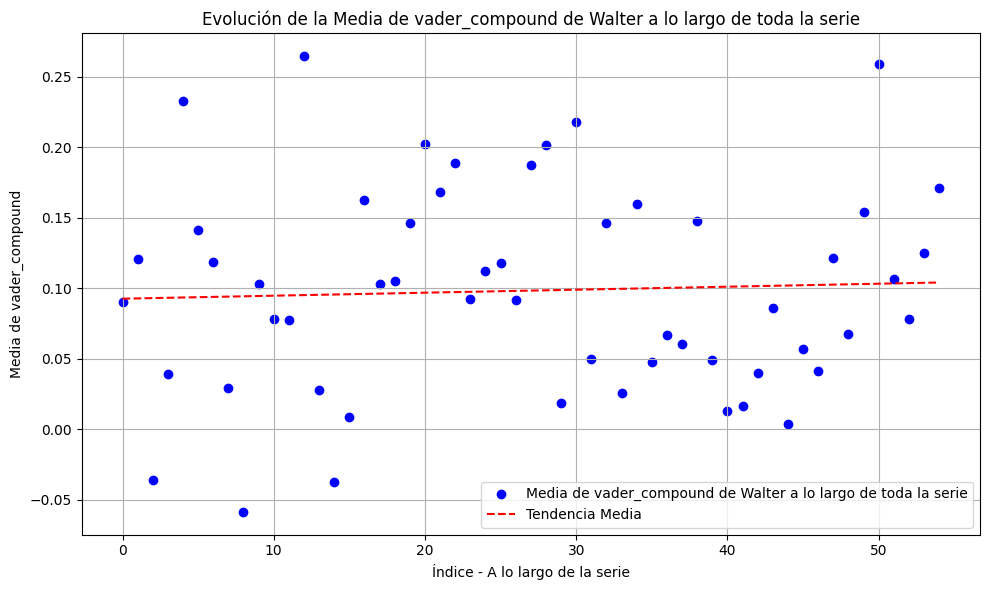 Evolución de la Media de vader_compound de Walter a lo largo de toda la serie
Media de vader_compound
0.25
0.20
0.15
0.10
0.05
0.00
−0.05
0 10 20 30 40 50
Índice - A lo largo de la serie
Media de vader_compound de Walter a lo largo de toda la serie
Tendencia Media